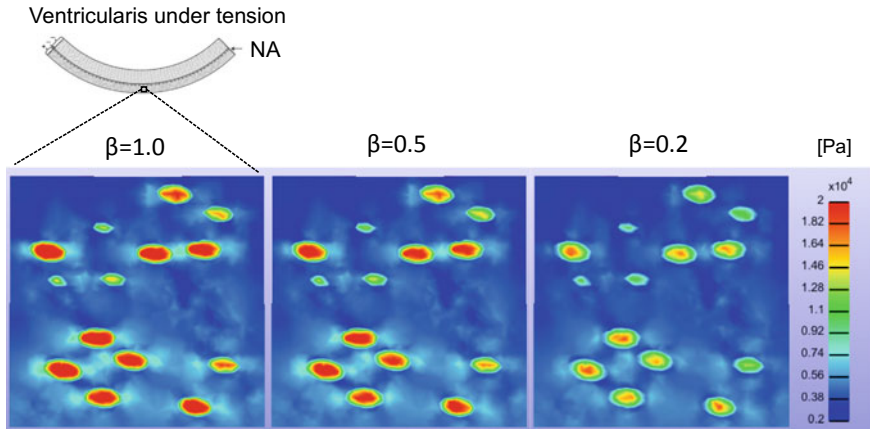 Ventricularis under tension
NA
β=1.0
β=0.5
β=0.2
[Pa]
×10⁴
2
1.82
1.64
1.46
1.28
1.1
0.92
0.74
0.56
0.38
0.2